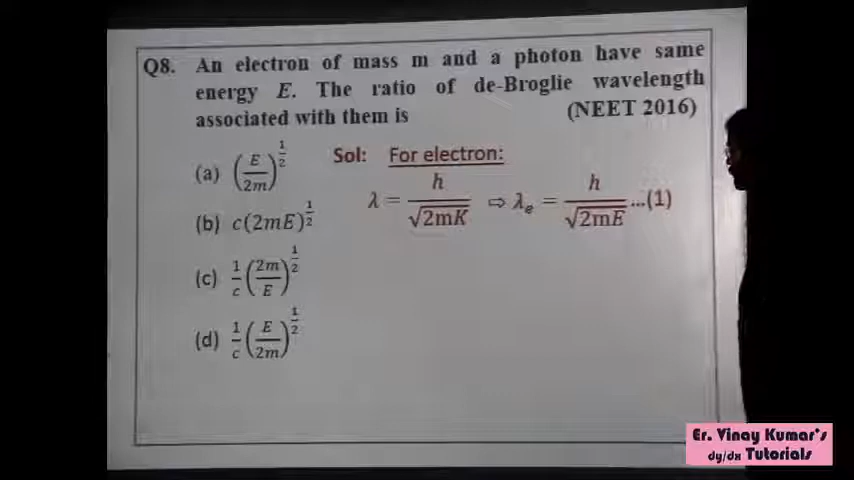 Q8. An electron of mass m and a photon have same
energy E. The ratio of de-Broglie wavelength
associated with them is (NEET 2016)
(a) (E/2m)^(1/2)
(b) c(2mE)^(1/2)
(c) 1/c (2m/E)^(1/2)
(d) 1/c (E/2m)^(1/2)
Sol: For electron:
λ = h/√2mK ⇨ λₑ = h/√2mE ...(1)
Er. Vinay Kumar's
dy/dx Tutorials